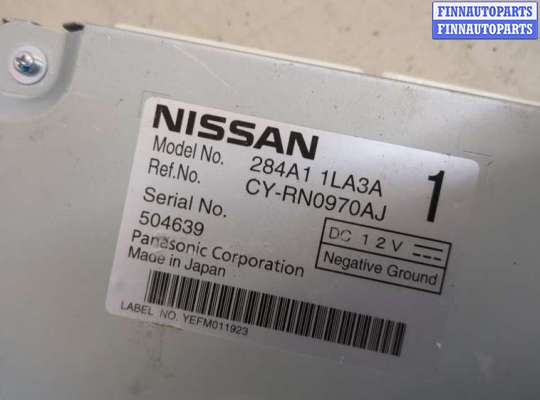 FINNAUTOPARTS
FINNAUTOPARTS
NISSAN
Model No. 284A1 1LA3A
Ref.No. CY-RN0970AJ
1
Serial No.
504639
DC 12V
Negative Ground
Panasonic Corporation
Made in Japan
LABEL NO. YEFM011923